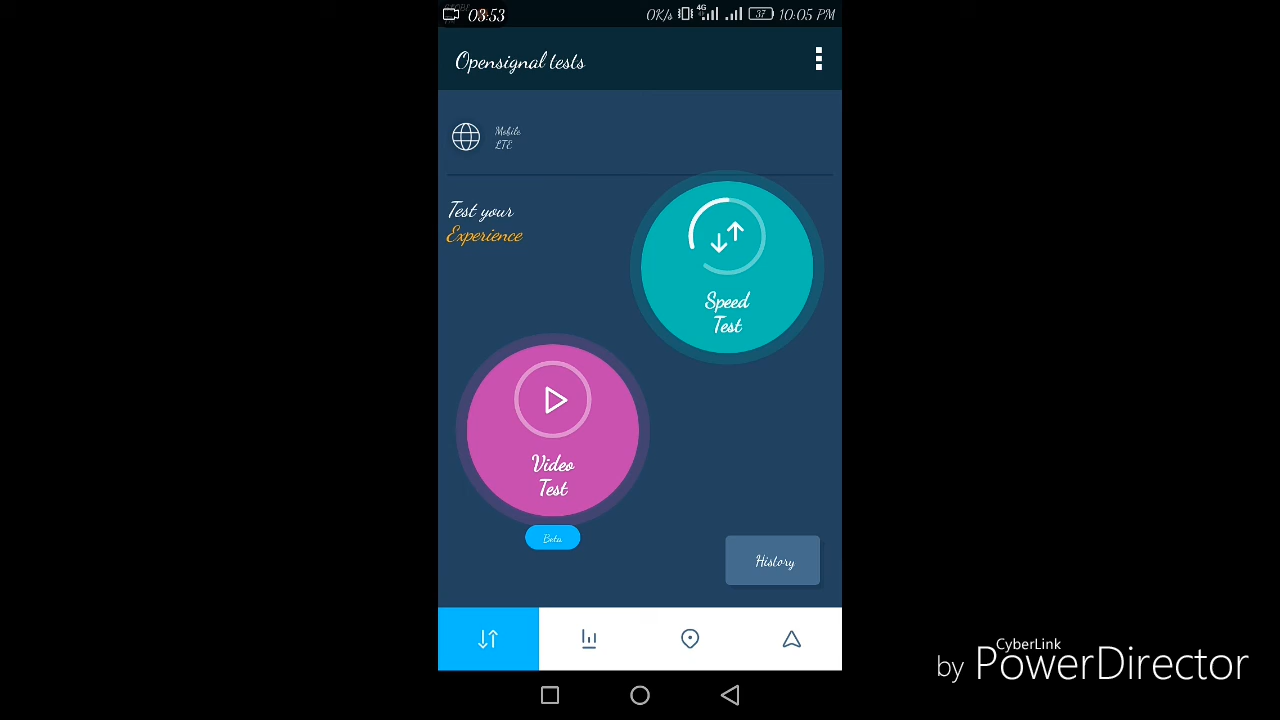 03:53 0K/s 4G 37 10:05 PM
Opensignal tests
Mobile
LTE
Test your
Experience
Speed
Test
Video
Test
Beta
History
CyberLink
by PowerDirector